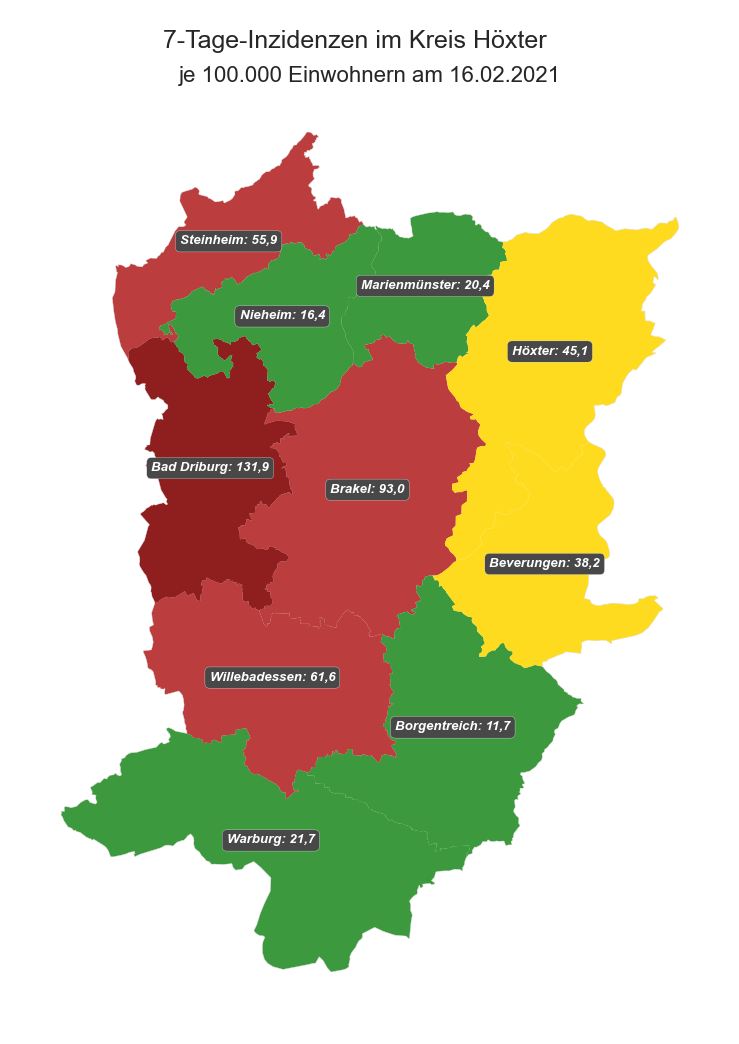 7-Tage-Inzidenzen im Kreis Höxter
je 100.000 Einwohnern am 16.02.2021
Steinheim: 55,9
Marienmünster: 20,4
Nieheim: 16,4
Höxter: 45,1
Bad Driburg: 131,9
Brakel: 93,0
Beverungen: 38,2
Willebadessen: 61,6
Borgentreich: 11,7
Warburg: 21,7